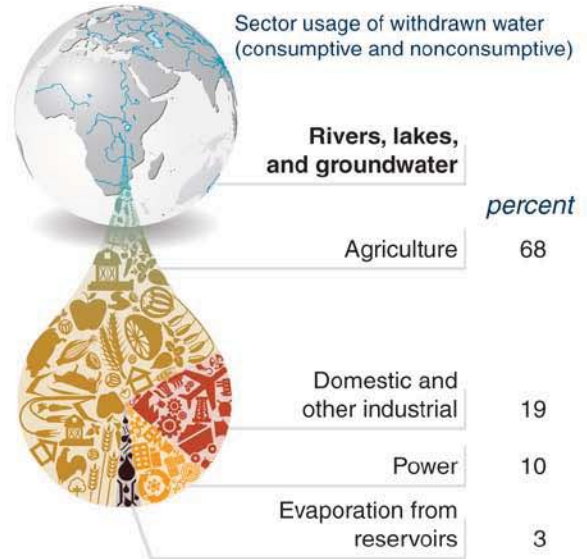 Sector usage of withdrawn water
(consumptive and nonconsumptive)
Rivers, lakes,
and groundwater
percent
Agriculture 68
Domestic and
other industrial 19
Power 10
Evaporation from
reservoirs 3